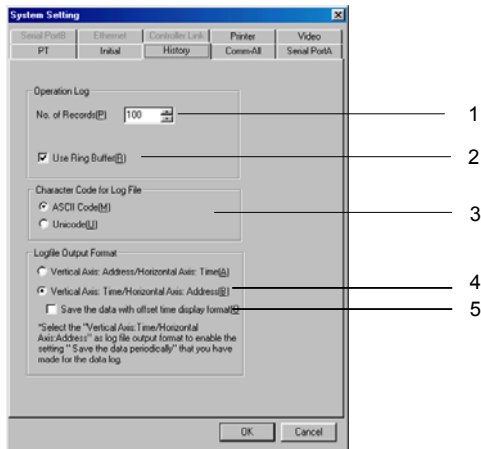 System Setting
Serial PortB Ethernet Controller Link Printer Video
PT Initial History Comm-All Serial PortA
Operation Log
No. of Records(P) 100
1
Use Ring Buffer(R)
2
Character Code for Log File
ASCII Code(M)
3
Unicode(U)
Logfile Output Format
Vertical Axis: Address/Horizontal Axis: Time(A)
Vertical Axis: Time/Horizontal Axis: Address(B)
4
Save the data with offset time display format
5
"Select the "Vertical Axis:Time/Horizontal
Axis:Address" as log file output format to enable the
setting " Save the data periodically" that you have
made for the data log.
OK Cancel